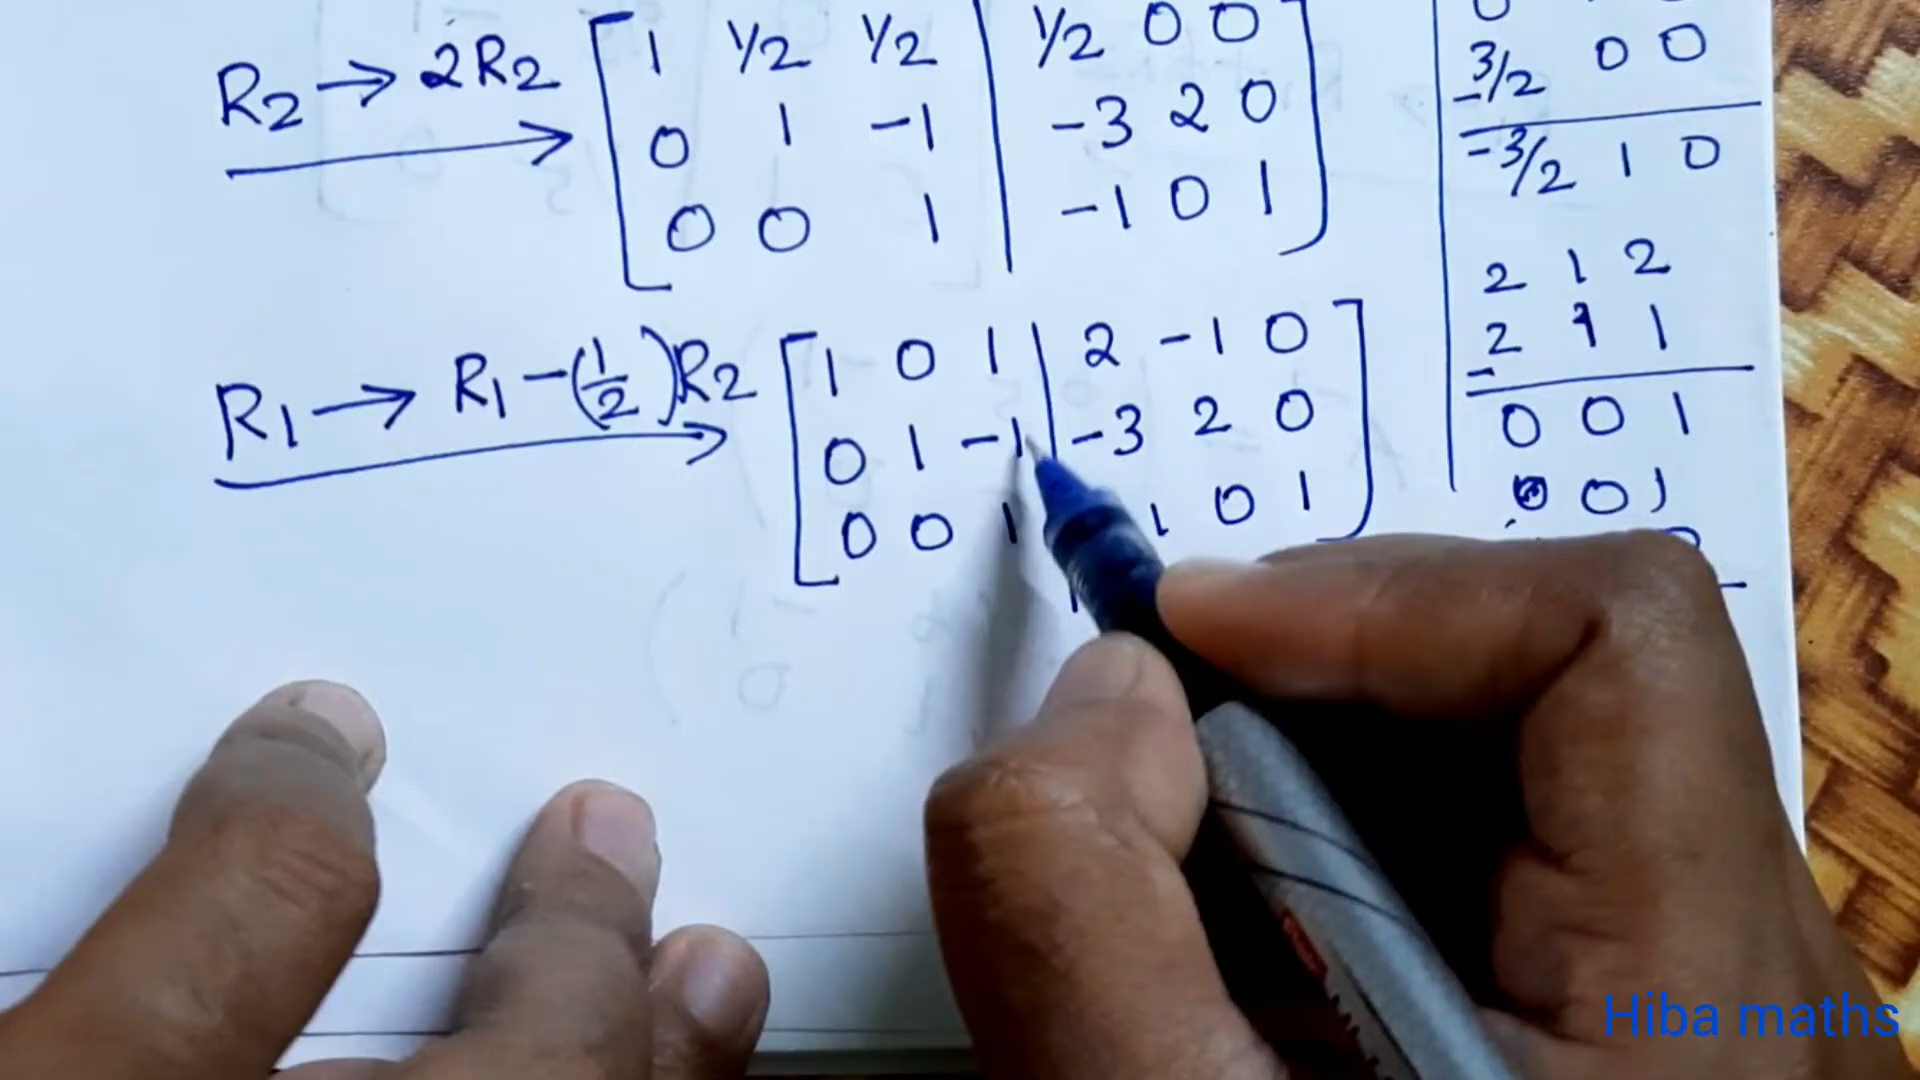 R2 → 2R2 [ 1 1/2 1/2 | 1/2 0 0 ]
0 1 -1 | -3 2 0
0 0 1 | -1 0 1
R1 → R1 - (1/2) R2 [ 1 0 1 | 2 -1 0 ]
0 1 -1 | -3 2 0
0 0 1 | 1 0 1
3/2 0 0
-3/2 1 0
2 1 2
2 1 1
0 0 1
0 0 1
Hiba maths